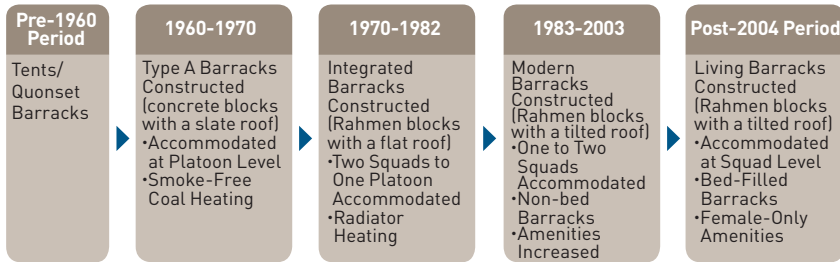 Pre-1960
Period
Tents/
Quonset
Barracks
1960-1970
Type A Barracks
Constructed
(concrete blocks
with a slate roof)
·Accommodated
at Platoon Level
·Smoke-Free
Coal Heating
1970-1982
Integrated
Barracks
Constructed
(Rahmen blocks
with a flat roof)
·Two Squads to
One Platoon
Accommodated
·Radiator
Heating
1983-2003
Modern
Barracks
Constructed
(Rahmen blocks
with a tilted roof)
·One to Two
Squads
Accommodated
·Non-bed
Barracks
·Amenities
Increased
Post-2004 Period
Living Barracks
Constructed
(Rahmen blocks
with a tilted roof)
·Accommodated
at Squad Level
·Bed-Filled
Barracks
·Female-Only
Amenities